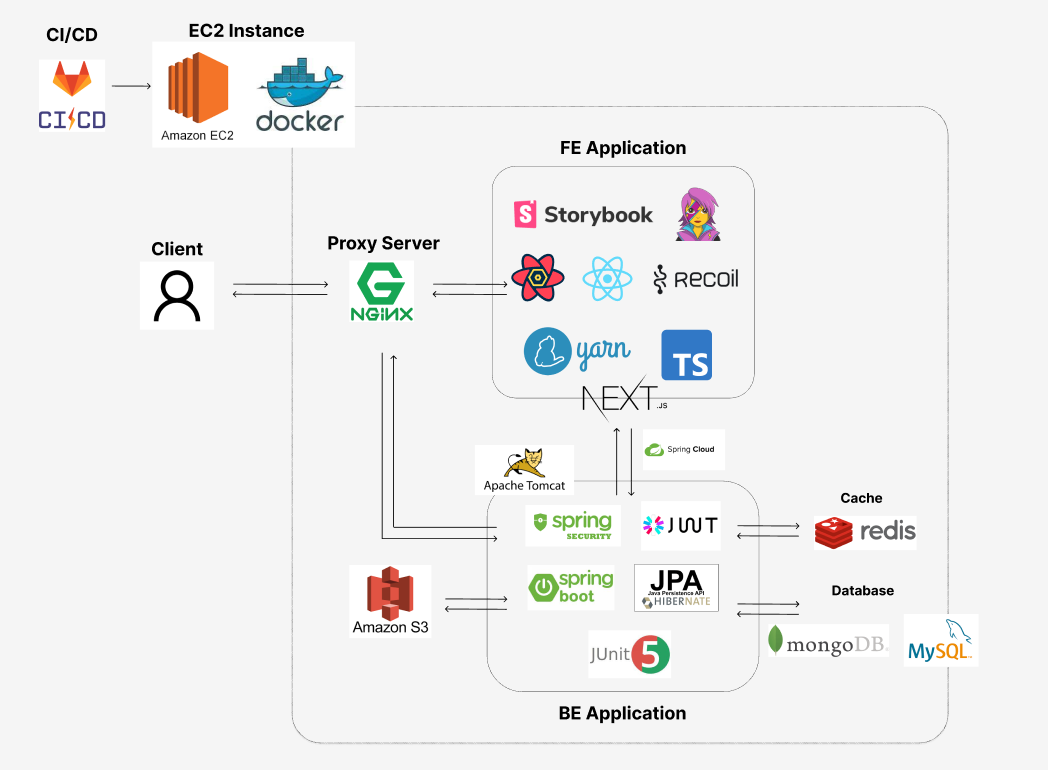 CI/CD
EC2 Instance
CI CD
Amazon EC2
docker
FE Application
Storybook
Client
Proxy Server
NGiNX
RECOIL
yarn
TS
NEXT.JS
Spring Cloud
Apache Tomcat
spring
SECURITY
JWT
Cache
redis
spring
boot
JPA
Java Persistence API
HIBERNATE
Database
Amazon S3
mongoDB
MySQL
JUnit 5
BE Application